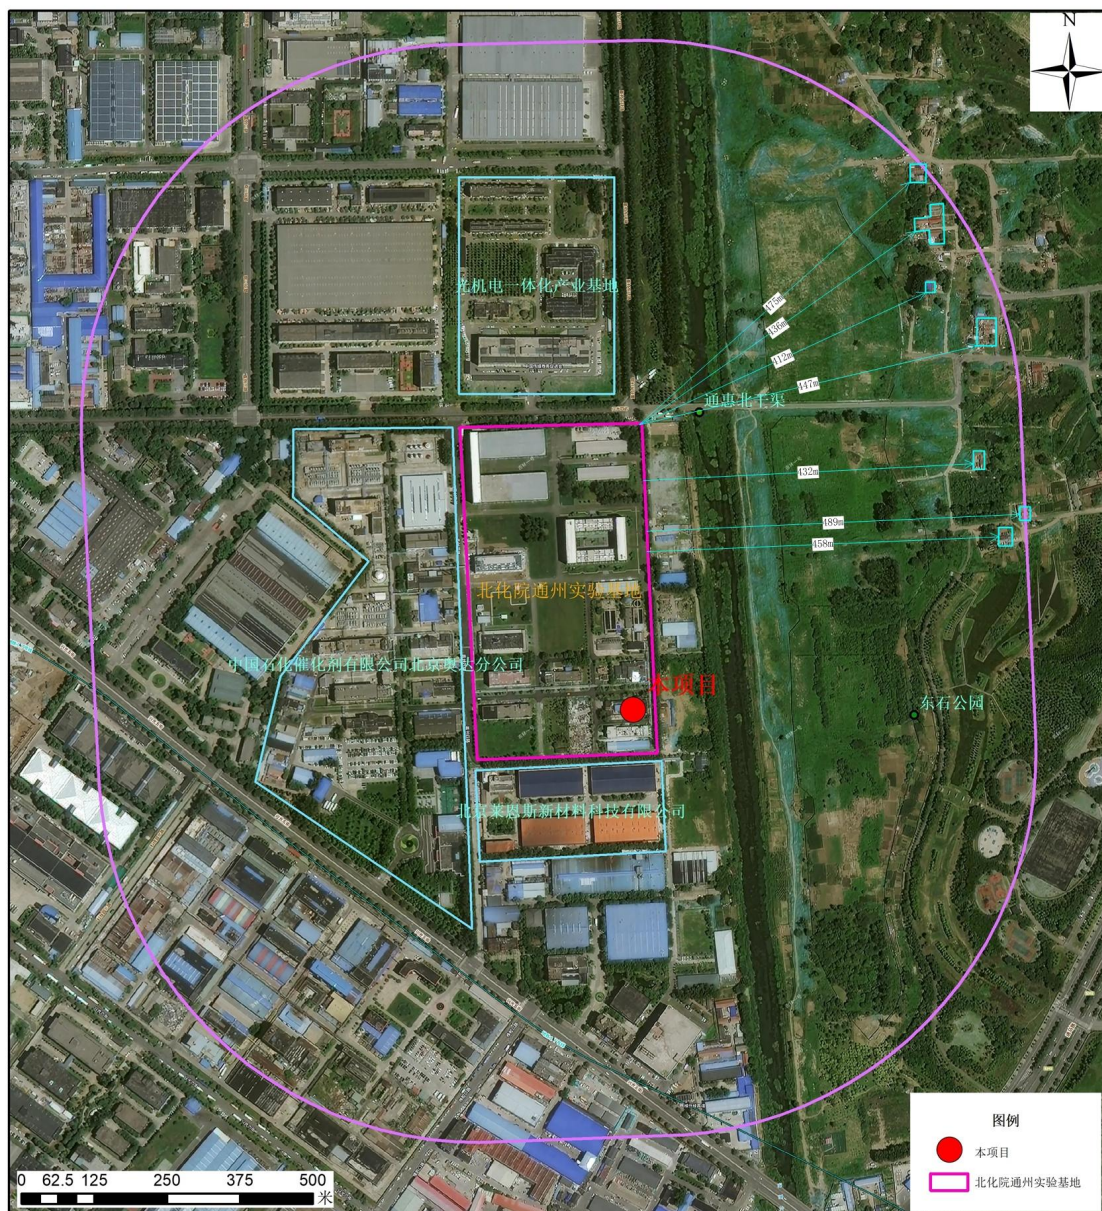 N
光机电一体化产业基地
475m
436m
412m
447m
通惠北干渠
432m
489m
458m
北化院通州实验基地
中国石化催化剂有限公司北京奥达分公司
本项目
东石公园
北京莱恩斯新材料科技有限公司
图例
本项目
北化院通州实验基地
0 62.5 125 250 375 500
米